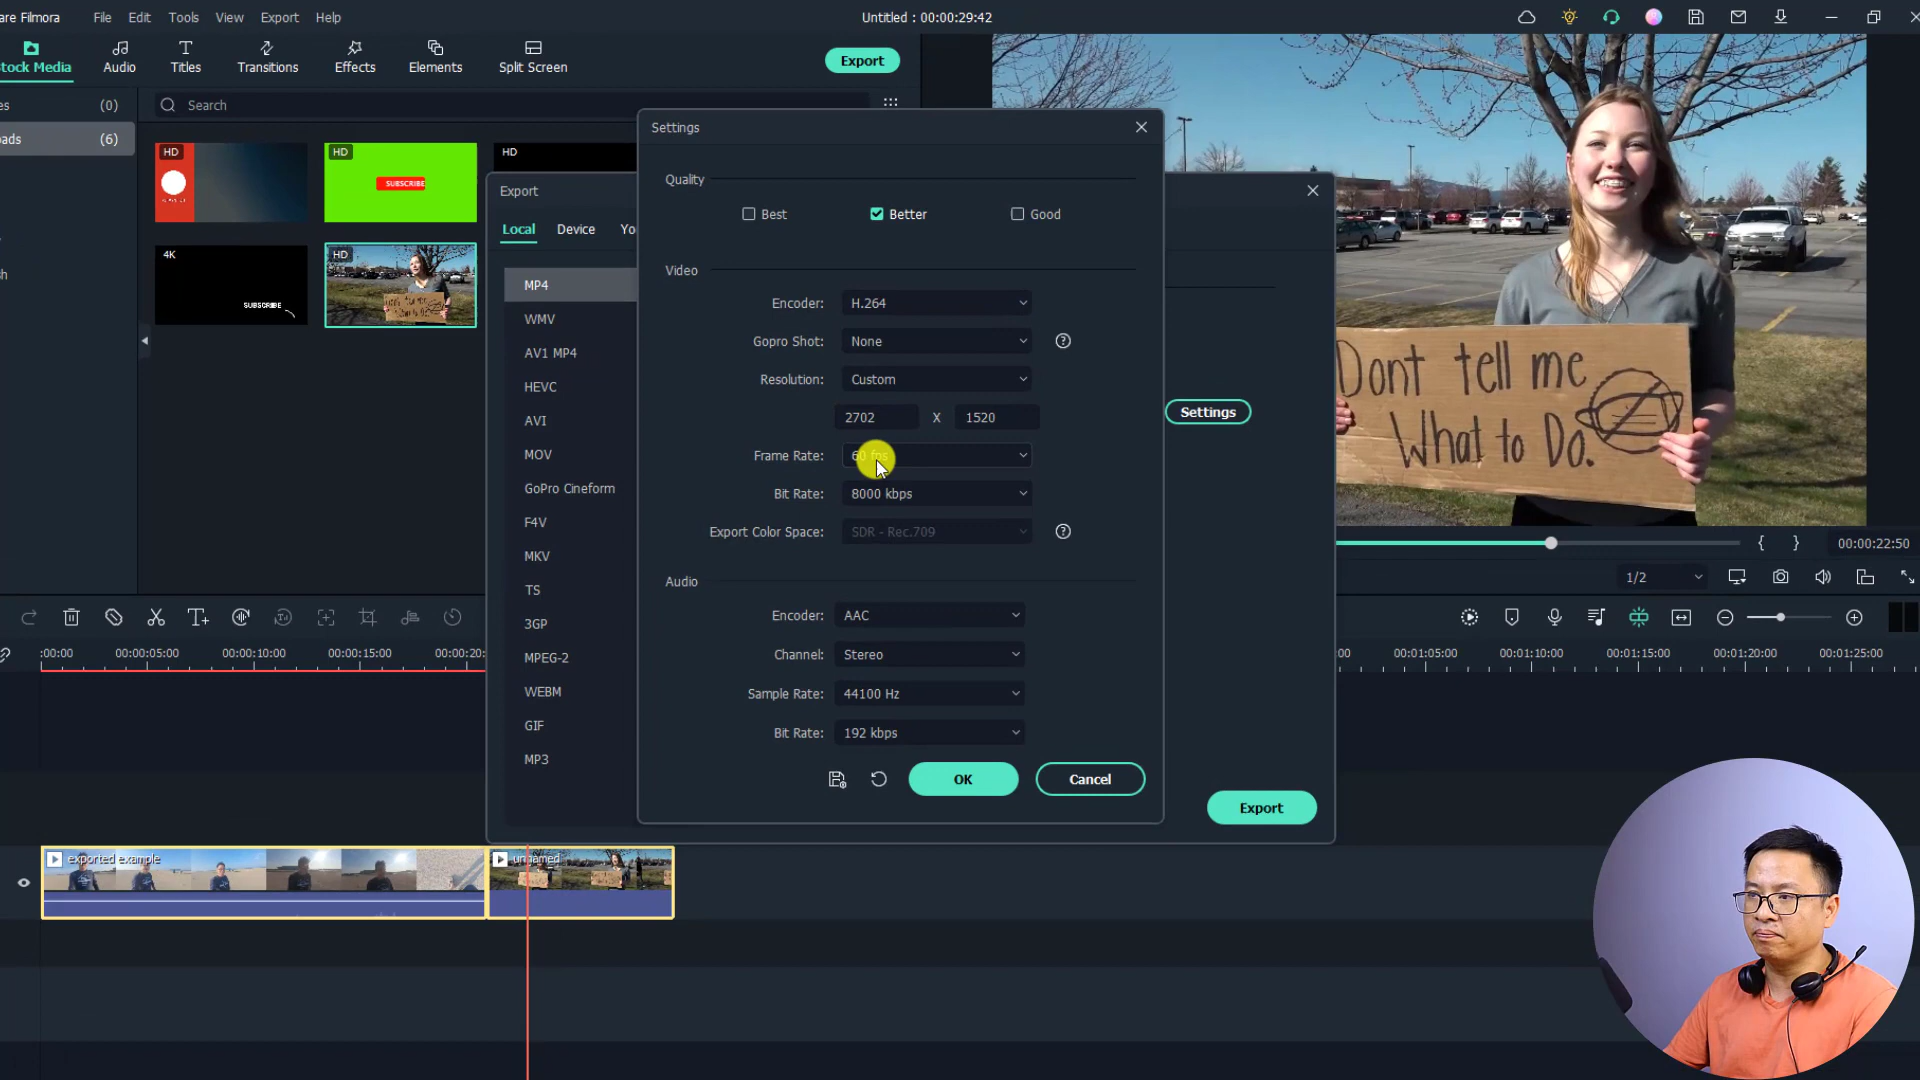 are Filmora File Edit Tools View Export Help Untitled : 00:00:29:42
Stock Media Audio Titles Transitions Effects Elements Split Screen Export
es (0) Search
ads (6)
HD HD HD
SUBSCRIBE
4K HD
SUBSCRIBE
sh
Export
Local Device Yo
MP4
WMV
AV1 MP4
HEVC
AVI
MOV
GoPro Cineform
F4V
MKV
TS
3GP
MPEG-2
WEBM
GIF
MP3
Settings
Quality
Best Better Good
Video
Encoder: H.264
Gopro Shot: None
Resolution: Custom
2702 X 1520
Frame Rate: 60 fps
Bit Rate: 8000 kbps
Export Color Space: SDR - Rec.709
Audio
Encoder: AAC
Channel: Stereo
Sample Rate: 44100 Hz
Bit Rate: 192 kbps
OK Cancel
Settings
Export
Dont tell me
What to Do.
00:00:22:50
1/2
:00:00 00:00:05:00 00:00:10:00 00:00:15:00 00:00:20: 00 00:01:05:00 00:01:10:00 00:01:15:00 00:01:20:00 00:01:25:00
exported example unnamed